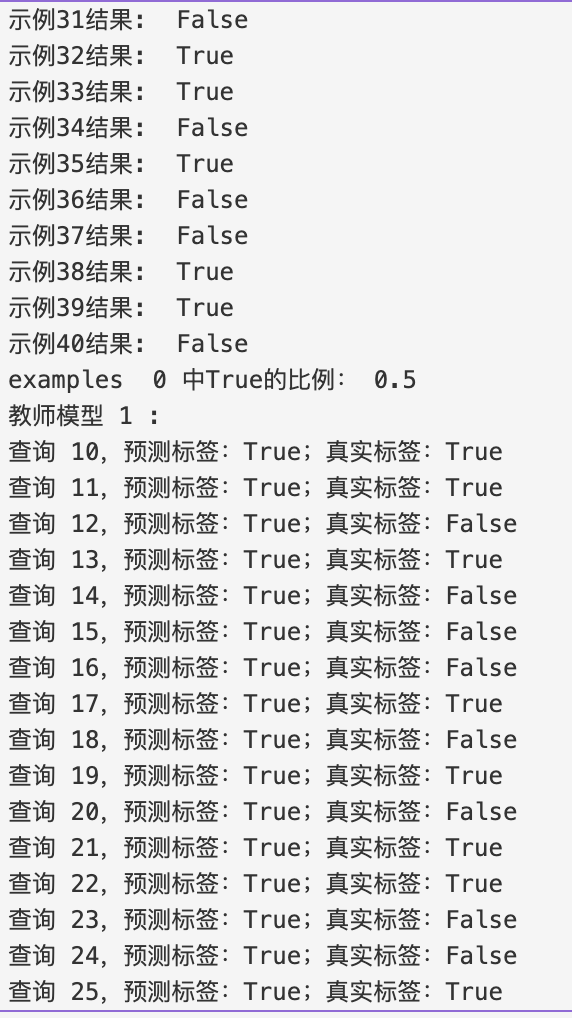 示例31结果:  False
示例32结果:  True
示例33结果:  True
示例34结果:  False
示例35结果:  True
示例36结果:  False
示例37结果:  False
示例38结果:  True
示例39结果:  True
示例40结果:  False
examples  0 中True的比例： 0.5
教师模型 1 :
查询 10, 预测标签：True；真实标签：True
查询 11, 预测标签：True；真实标签：True
查询 12, 预测标签：True；真实标签：False
查询 13, 预测标签：True；真实标签：True
查询 14, 预测标签：True；真实标签：False
查询 15, 预测标签：True；真实标签：False
查询 16, 预测标签：True；真实标签：False
查询 17, 预测标签：True；真实标签：True
查询 18, 预测标签：True；真实标签：False
查询 19, 预测标签：True；真实标签：True
查询 20, 预测标签：True；真实标签：False
查询 21, 预测标签：True；真实标签：True
查询 22, 预测标签：True；真实标签：True
查询 23, 预测标签：True；真实标签：False
查询 24, 预测标签：True；真实标签：False
查询 25, 预测标签：True；真实标签：True